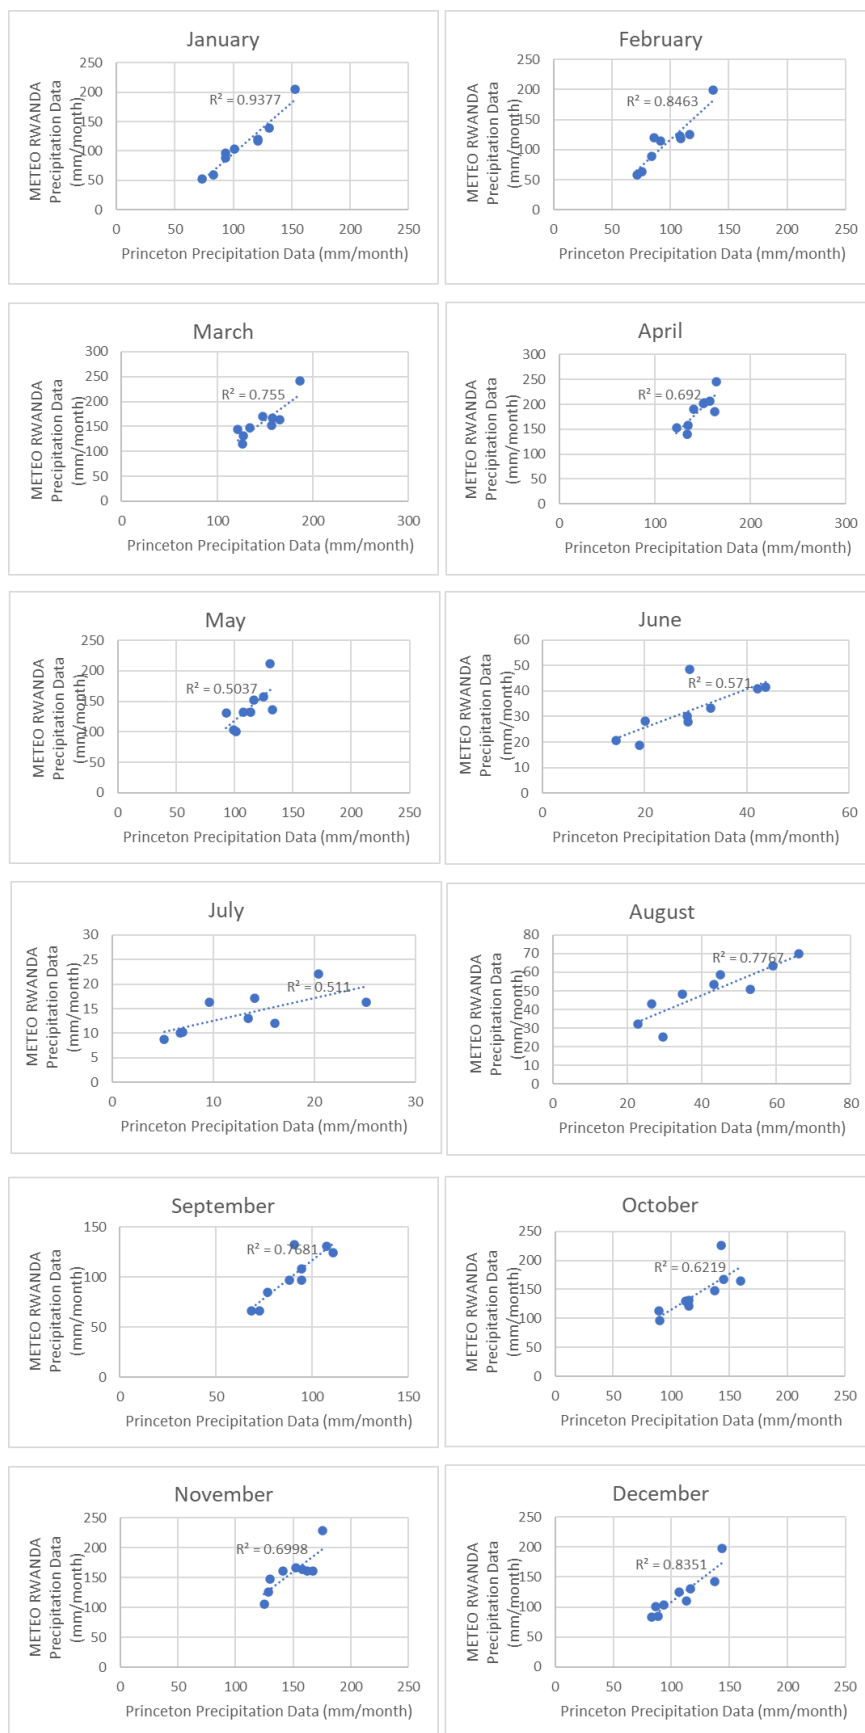 January
METEO RWANDA
Precipitation Data
(mm/month)
250
200
150
100
50
0
R² = 0.9377
0 50 100 150 200 250
Princeton Precipitation Data (mm/month)
February
METEO RWANDA
Precipitation Data
(mm/month)
250
200
150
100
50
0
R² = 0.8463
0 50 100 150 200 250
Princeton Precipitation Data (mm/month)
March
METEO RWANDA
Precipitation Data
(mm/month)
300
250
200
150
100
50
0
R² = 0.755
0 100 200 300
Princeton Precipitation Data (mm/month)
April
METEO RWANDA
Precipitation Data
(mm/month)
300
250
200
150
100
50
0
R² = 0.692
0 100 200 300
Princeton Precipitation Data (mm/month)
May
METEO RWANDA
Precipitation Data
(mm/month)
250
200
150
100
50
0
R² = 0.5037
0 50 100 150 200 250
Princeton Precipitation Data (mm/month)
June
METEO RWANDA
Precipitation Data
(mm/month)
60
50
40
30
20
10
0
R² = 0.571
0 20 40 60
Princeton Precipitation Data (mm/month)
July
METEO RWANDA
Precipitation Data
(mm/month)
30
25
20
15
10
5
0
R² = 0.511
0 10 20 30
Princeton Precipitation Data (mm/month)
August
METEO RWANDA
Precipitation Data
(mm/month)
80
70
60
50
40
30
20
10
0
R² = 0.7767
0 20 40 60 80
Princeton Precipitation Data (mm/month)
September
METEO RWANDA
Precipitation Data
(mm/month)
150
100
50
0
R² = 0.7681
0 50 100 150
Princeton Precipitation Data (mm/month)
October
METEO RWANDA
Precipitation Data
(mm/month)
250
200
150
100
50
0
R² = 0.6219
0 50 100 150 200 250
Princeton Precipitation Data (mm/month
November
METEO RWANDA
Precipitation Data
(mm/month)
250
200
150
100
50
0
R² = 0.6998
0 50 100 150 200 250
Princeton Precipitation Data (mm/month)
December
METEO RWANDA
Precipitation Data
(mm/month)
250
200
150
100
50
0
R² = 0.8351
0 50 100 150 200 250
Princeton Precipitation Data (mm/month)